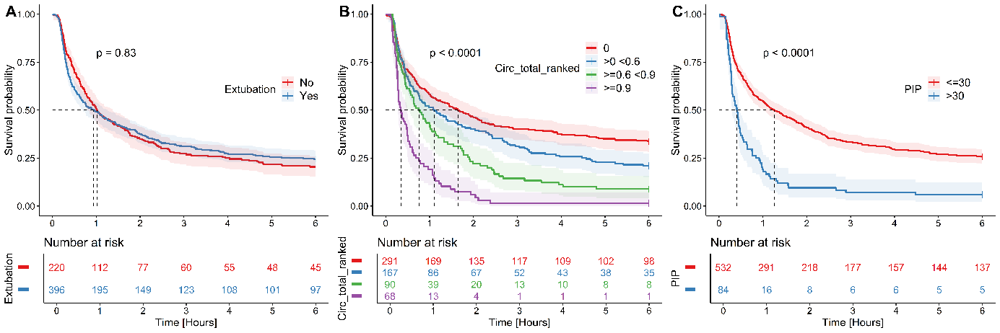 A
Survival probability
1.00
0.75
0.50
0.25
0.00
p = 0.83
Extubation
No
Yes
0 1 2 3 4 5 6
Number at risk
Extubation
220 112 77 60 55 48 45
396 195 149 123 108 101 97
0 1 2 3 4 5 6
Time [Hours]
B
Survival probability
1.00
0.75
0.50
0.25
0.00
p < 0.0001
Circ_total_ranked
0
>0 <0.6
>=0.6 <0.9
>=0.9
0 1 2 3 4 5 6
Number at risk
Circ_total_ranked
291 169 135 117 109 102 98
167 86 67 52 43 38 35
90 39 20 13 10 8 8
68 13 4 1 1 1 1
0 1 2 3 4 5 6
Time [Hours]
C
Survival probability
1.00
0.75
0.50
0.25
0.00
p < 0.0001
PIP
<=30
>30
0 1 2 3 4 5 6
Number at risk
PIP
532 291 218 177 157 144 137
84 16 8 6 6 5 5
0 1 2 3 4 5 6
Time [Hours]